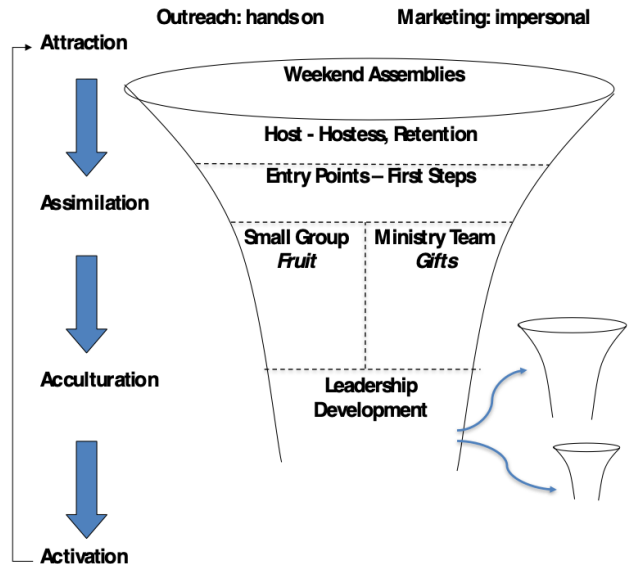 Outreach: hands on Marketing: impersonal
Attraction
Weekend Assemblies
Host - Hostess, Retention
Entry Points – First Steps
Assimilation
Small Group Ministry Team
Fruit Gifts
Acculturation
Leadership
Development
Activation